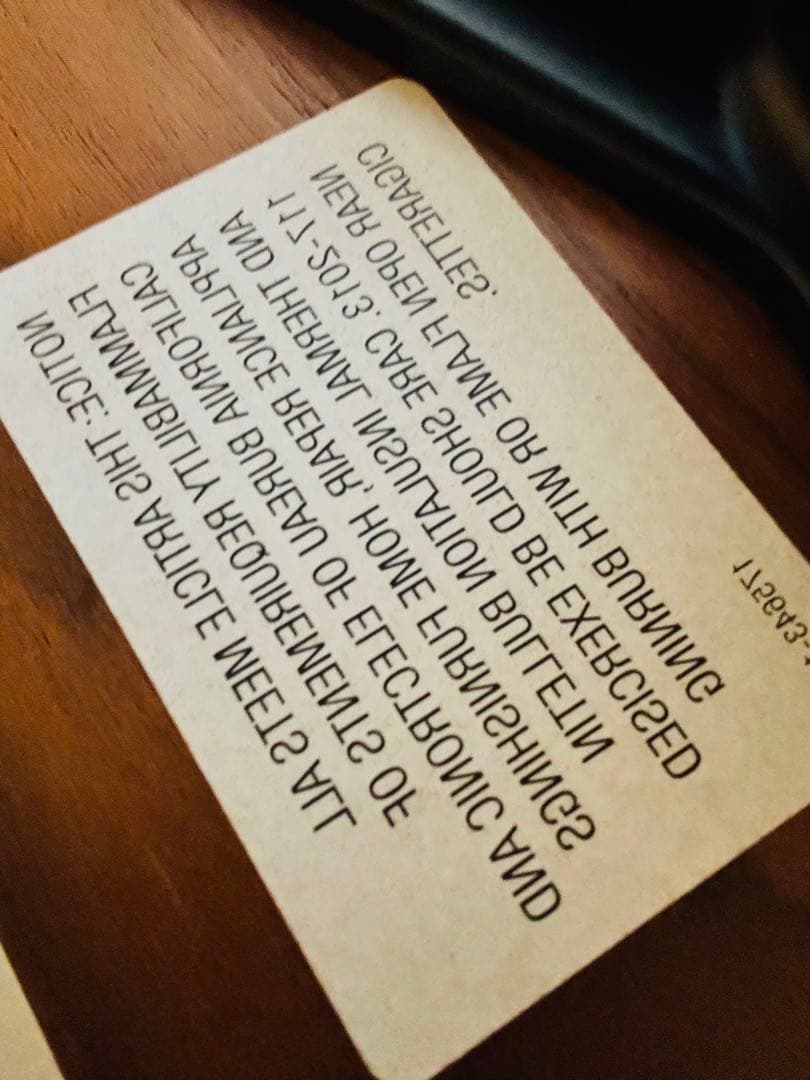 NOTICE: THIS ARTICLE MEETS ALL
FLAMMABILITY REQUIREMENTS OF
CALIFORNIA BUREAU OF ELECTRONIC AND
APPLIANCE REPAIR, HOME FURNISHINGS
AND THERMAL INSULATION BULLETIN
117-2013. CARE SHOULD BE EXERCISED
NEAR OPEN FLAME OR WITH BURNING
CIGARETTES.